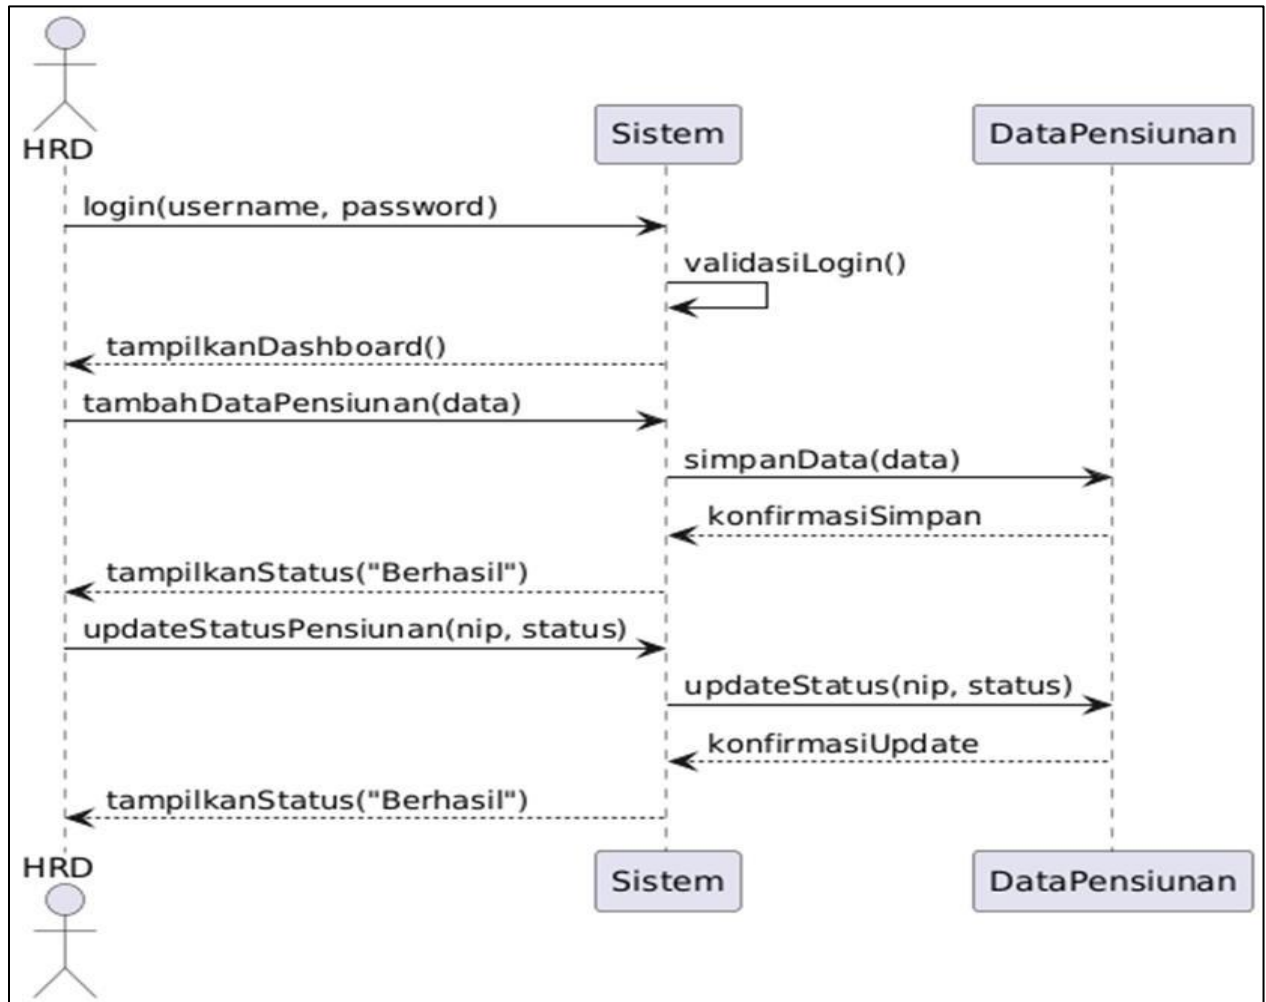 HRD
Sistem
DataPensiunan
login(username, password)
validasiLogin()
tampilkanDashboard()
tambahDataPensiunan(data)
simpanData(data)
konfirmasiSimpan
tampilkanStatus("Berhasil")
updateStatusPensiunan(nip, status)
updateStatus(nip, status)
konfirmasiUpdate
tampilkanStatus("Berhasil")
HRD
Sistem
DataPensiunan